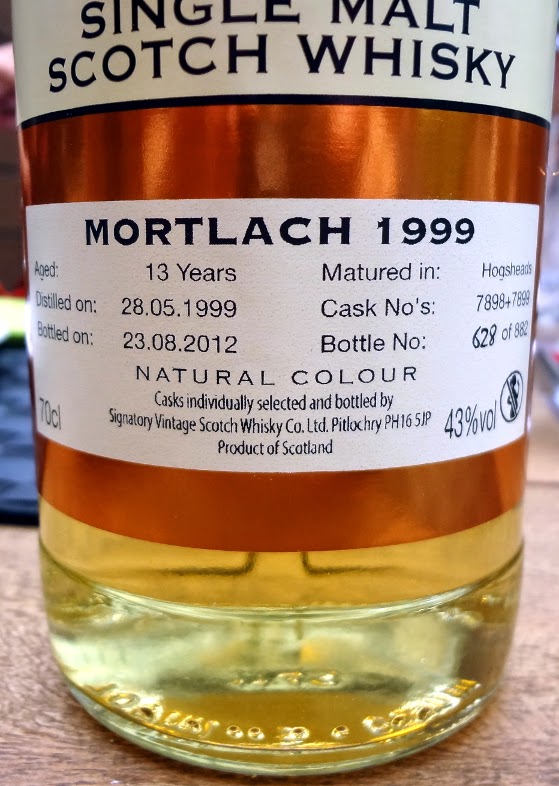 SINGLE MALT
SCOTCH WHISKY
MORTLACH 1999
Aged: 13 Years Matured in: Hogsheads
Distilled on: 28.05.1999 Cask No's: 7898+7899
Bottled on: 23.08.2012 Bottle No: 628 of 882
NATURAL COLOUR
Casks individually selected and bottled by
Signatory Vintage Scotch Whisky Co. Ltd. Pitlochry PH16 5JP
70cl 43%vol
Product of Scotland